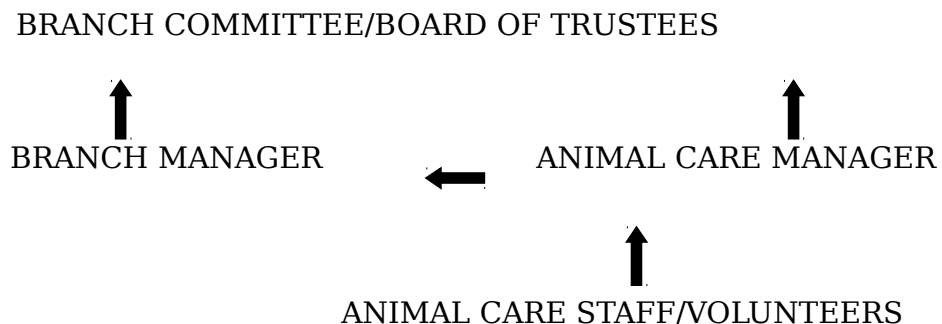 BRANCH COMMITTEE/BOARD OF TRUSTEES
BRANCH MANAGER
ANIMAL CARE MANAGER
ANIMAL CARE STAFF/VOLUNTEERS